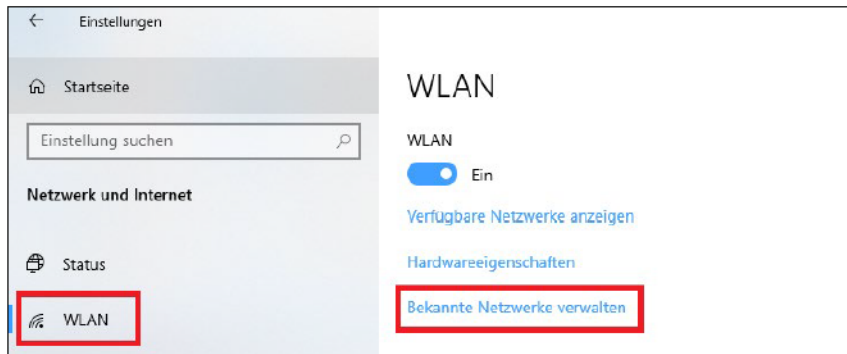 Einstellungen
Startseite
Einstellung suchen
Netzwerk und Internet
Status
WLAN
WLAN
WLAN
Ein
Verfügbare Netzwerke anzeigen
Hardwareeigenschaften
Bekannte Netzwerke verwalten